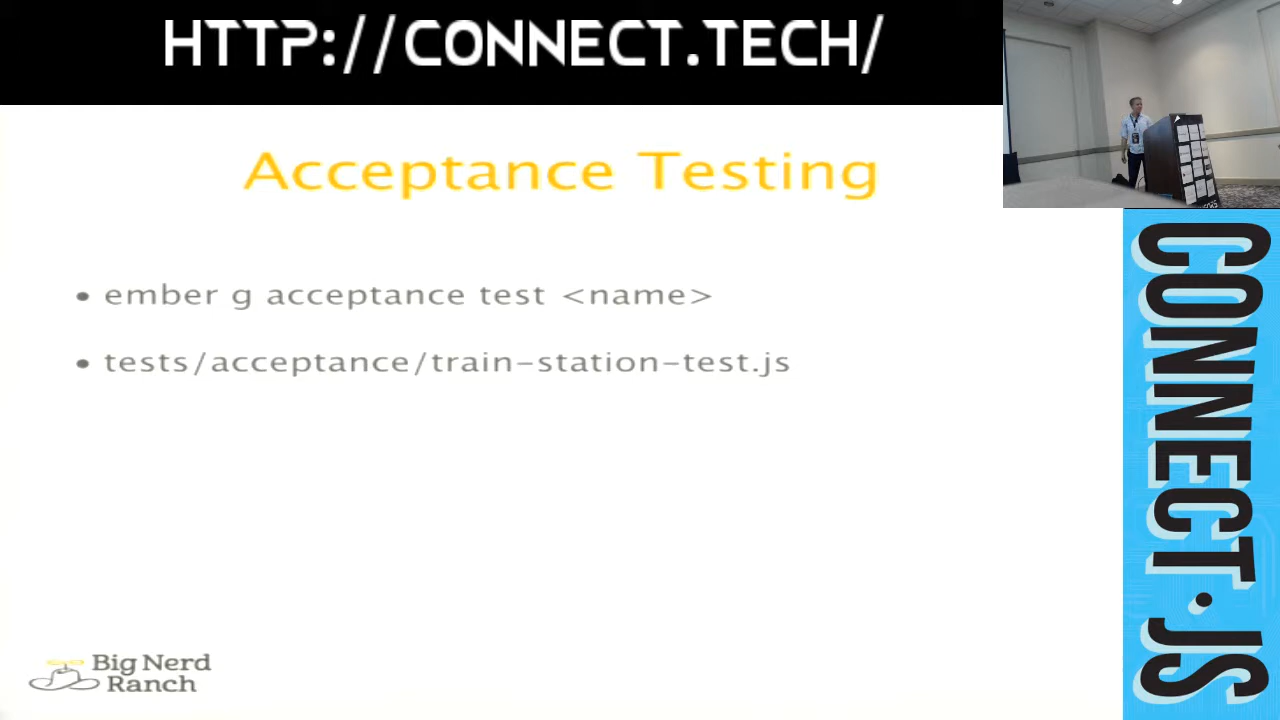 HTTP://CONNECT.TECH/
Acceptance Testing
• ember g acceptance test <name>
• tests/acceptance/train-station-test.js
Big Nerd
Ranch
CONNECT.JS